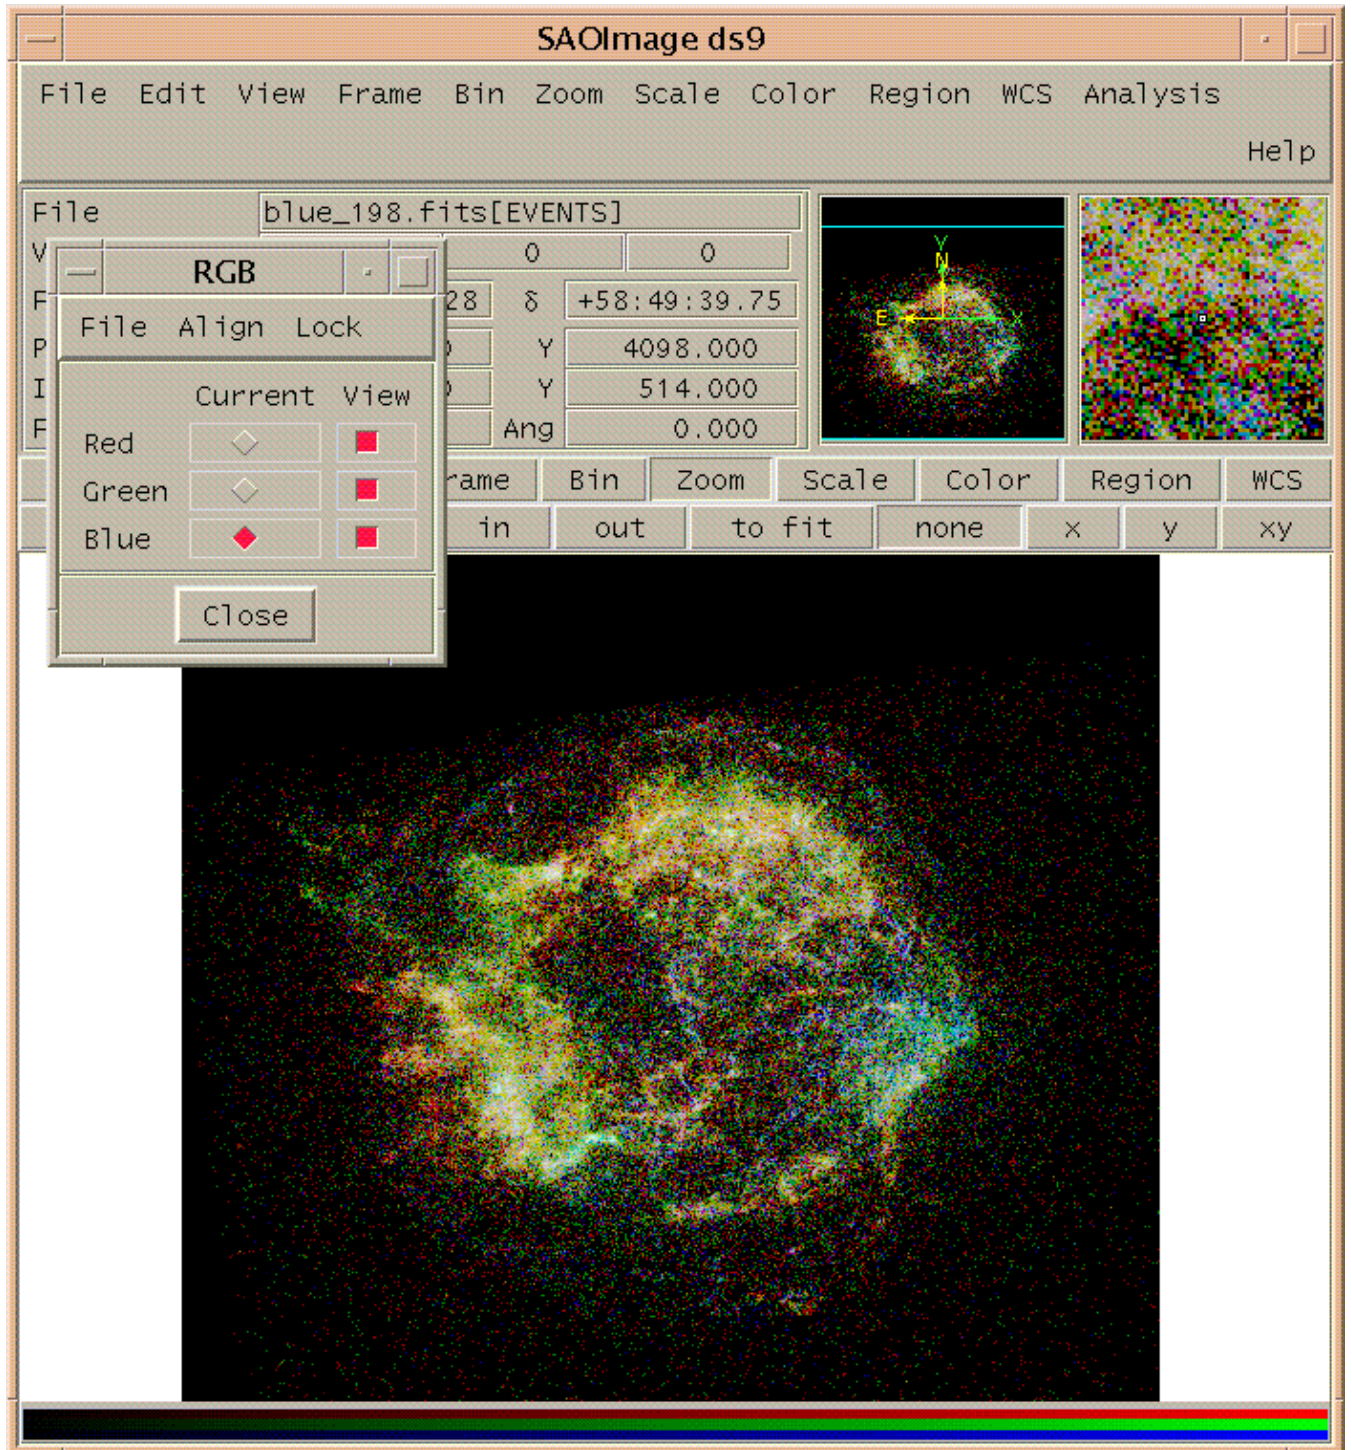 SAOImage ds9
File Edit View Frame Bin Zoom Scale Color Region WCS Analysis
Help
File blue_198.fits[EVENTS]
V 0 0
F 28 δ +58:49:39.75
P Y 4098.000
I Y 514.000
F Ang 0.000
RGB
File Align Lock
Current View
Red
Green
Blue
Close
Y
N
E X
Bin Zoom Scale Color Region WCS
in out to fit none x y xy